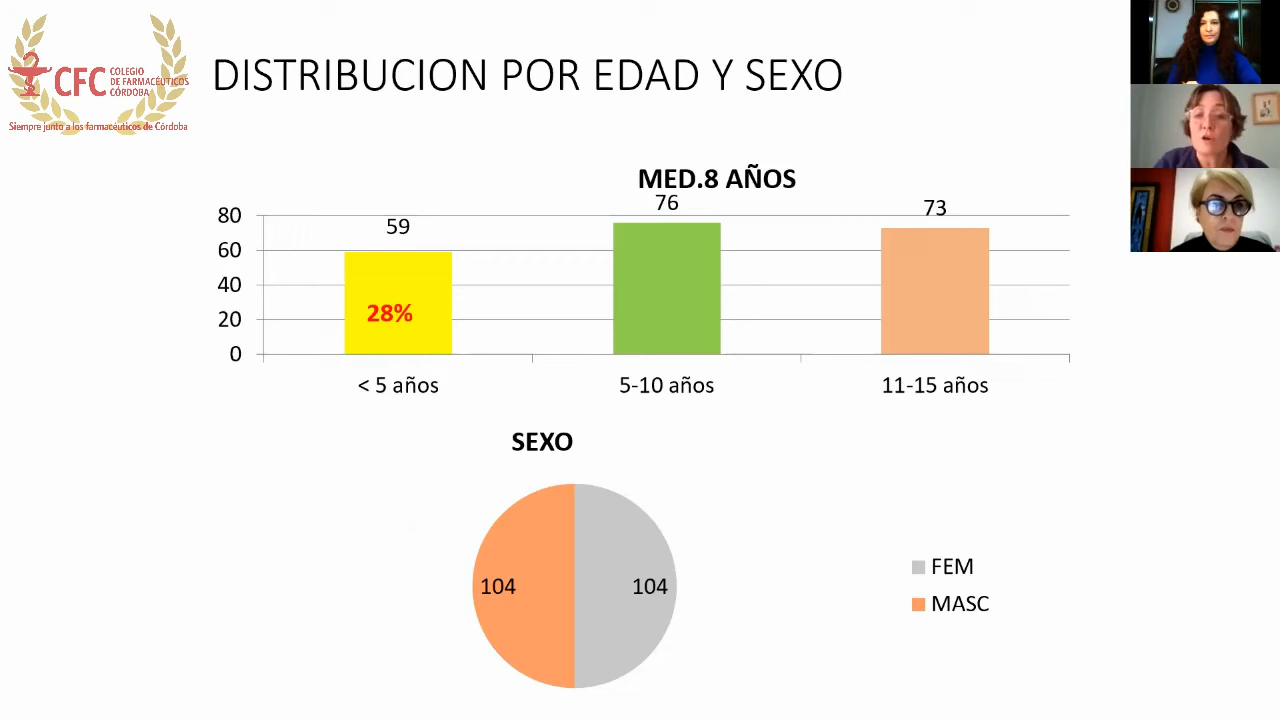 CFC COLEGIO
DE FARMACÉUTICOS
CÓRDOBA
Siempre junto a los farmacéuticos de Córdoba
DISTRIBUCION POR EDAD Y SEXO
MED.8 AÑOS
80
60
40
20
0
59
76
73
28%
< 5 años
5-10 años
11-15 años
SEXO
104
104
FEM
MASC